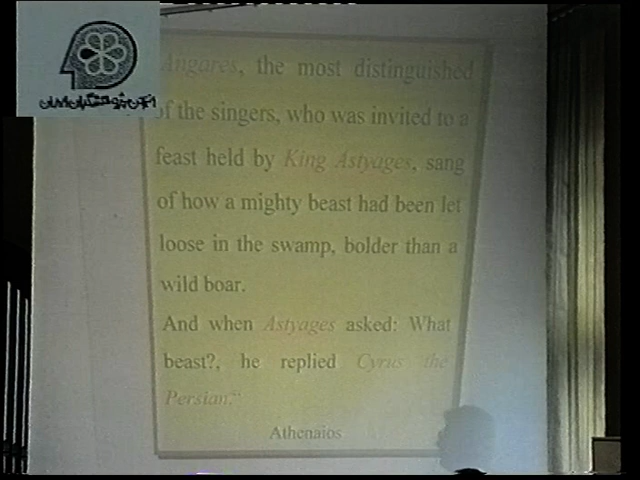 Angares, the most distinguished
of the singers, who was invited to a
feast held by King Astyages, sang
of how a mighty beast had been let
loose in the swamp, bolder than a
wild boar.
And when Astyages asked: What
beast?, he replied Cyrus the
Persian."
Athenaios